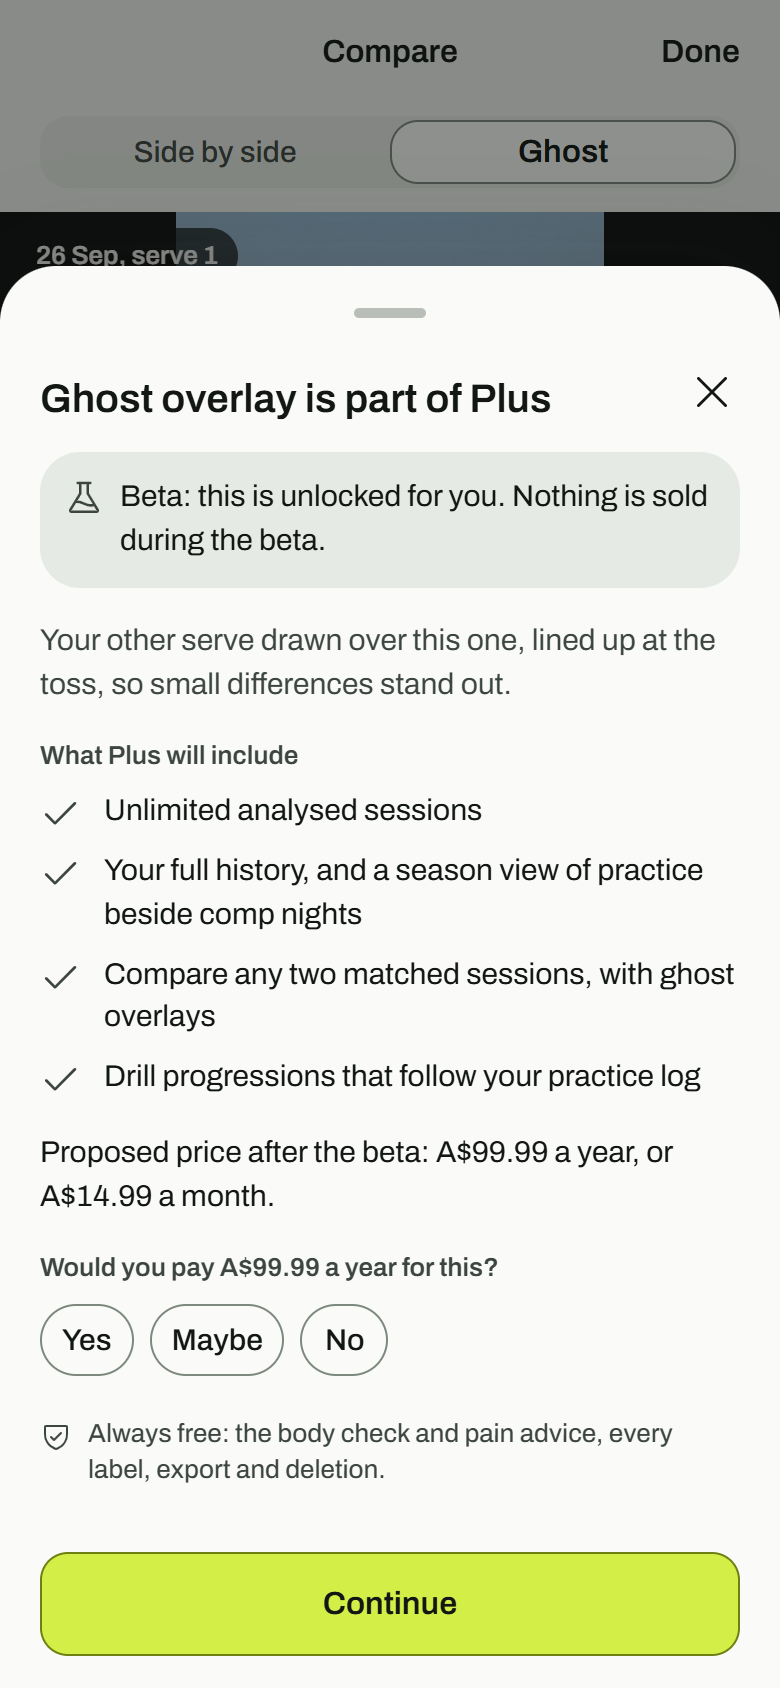 Compare
Done
Side by side
Ghost
26 Sep, serve 1
Ghost overlay is part of Plus
Beta: this is unlocked for you. Nothing is sold
during the beta.
Your other serve drawn over this one, lined up at the
toss, so small differences stand out.
What Plus will include
Unlimited analysed sessions
Your full history, and a season view of practice
beside comp nights
Compare any two matched sessions, with ghost
overlays
Drill progressions that follow your practice log
Proposed price after the beta: A$99.99 a year, or
A$14.99 a month.
Would you pay A$99.99 a year for this?
Yes
Maybe
No
Always free: the body check and pain advice, every
label, export and deletion.
Continue